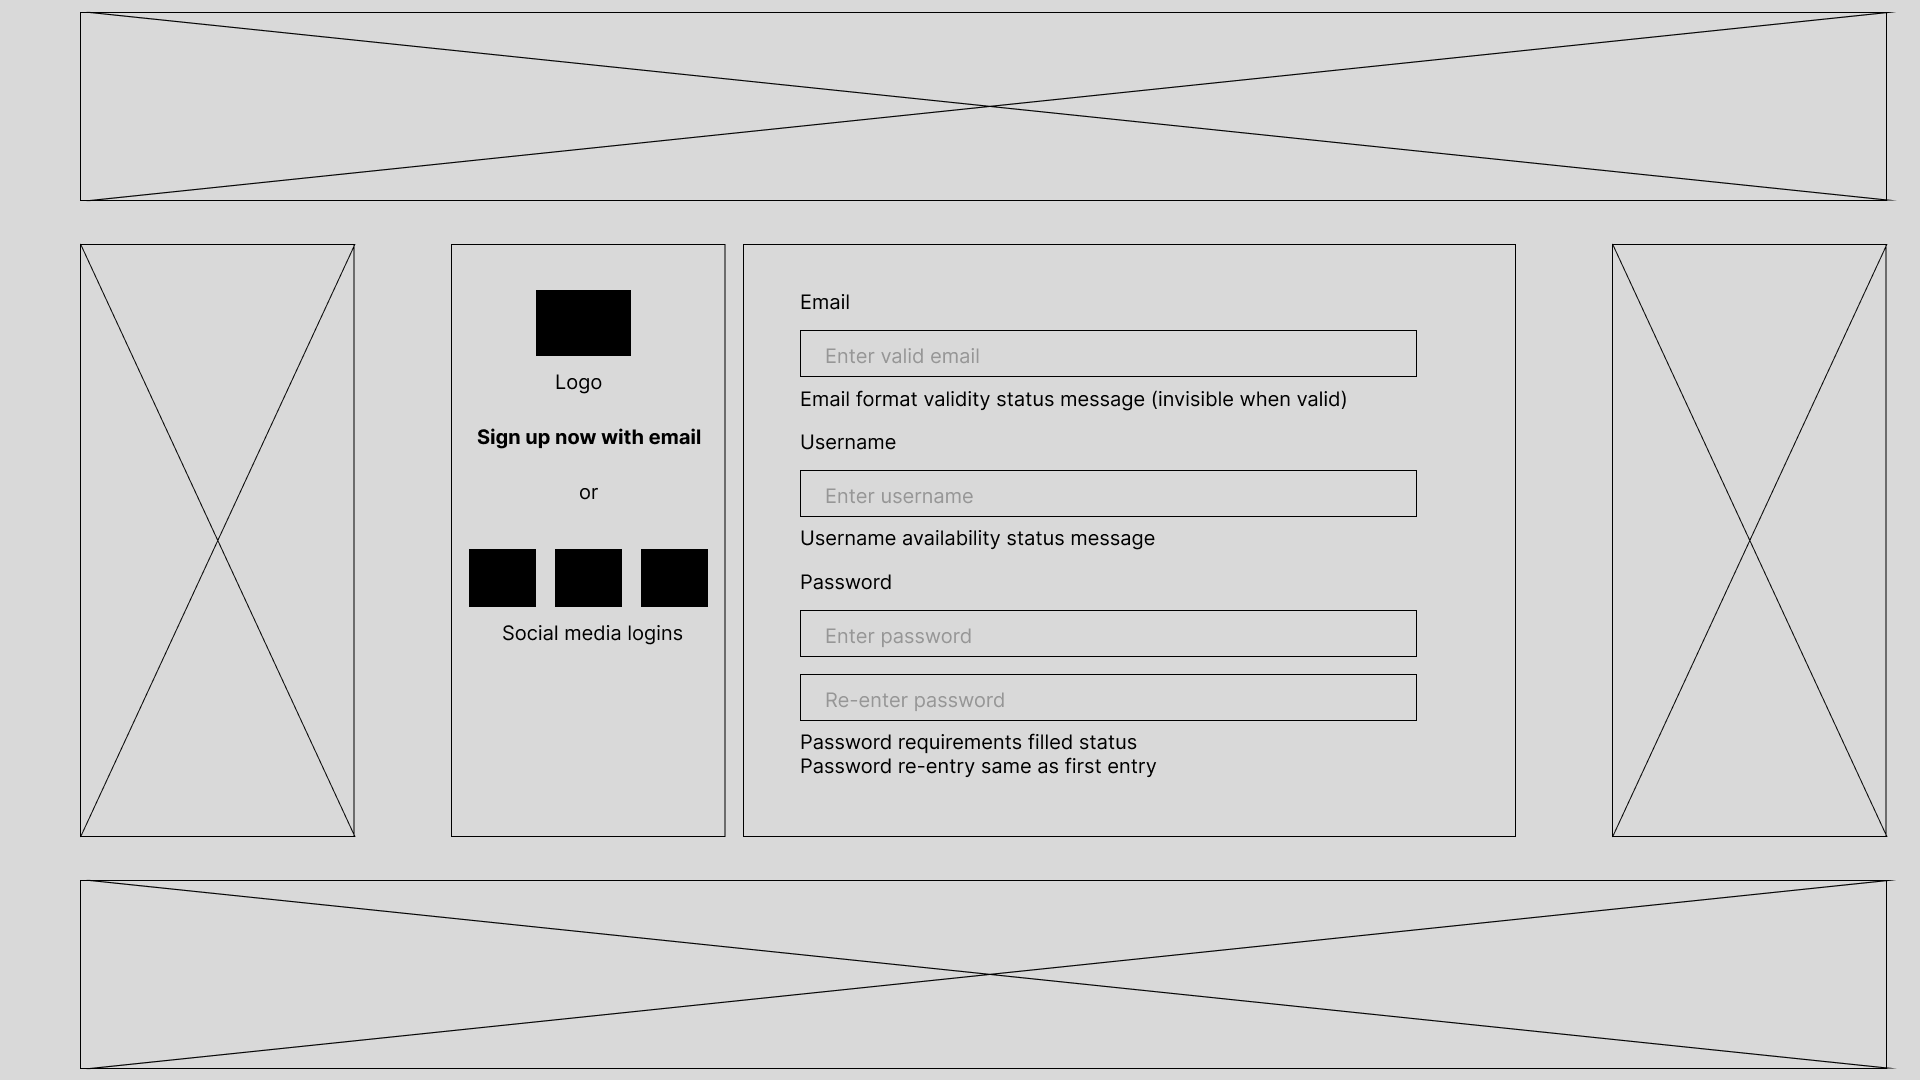 Logo
Sign up now with email
or
Social media logins
Email
Enter valid email
Email format validity status message (invisible when valid)
Username
Enter username
Username availability status message
Password
Enter password
Re-enter password
Password requirements filled status
Password re-entry same as first entry